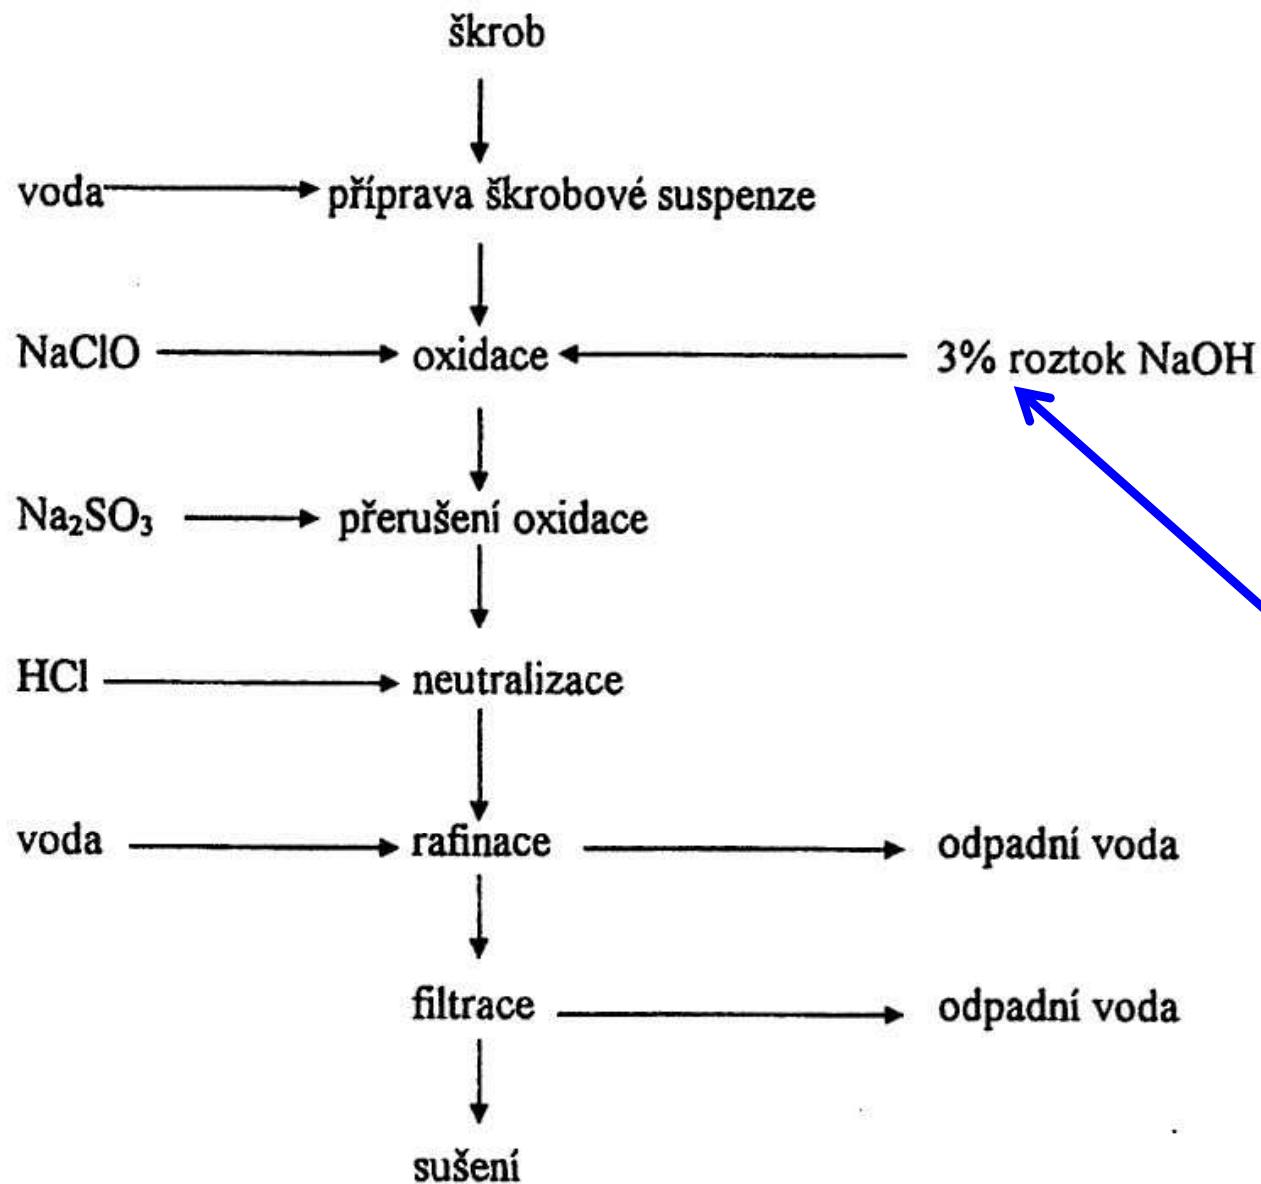 škrob
voda příprava škrobové suspenze
NaClO oxidace 3% roztok NaOH
Na₂SO₃ přerušení oxidace
HCl neutralizace
voda rafinace odpadní voda
filtrace odpadní voda
sušení